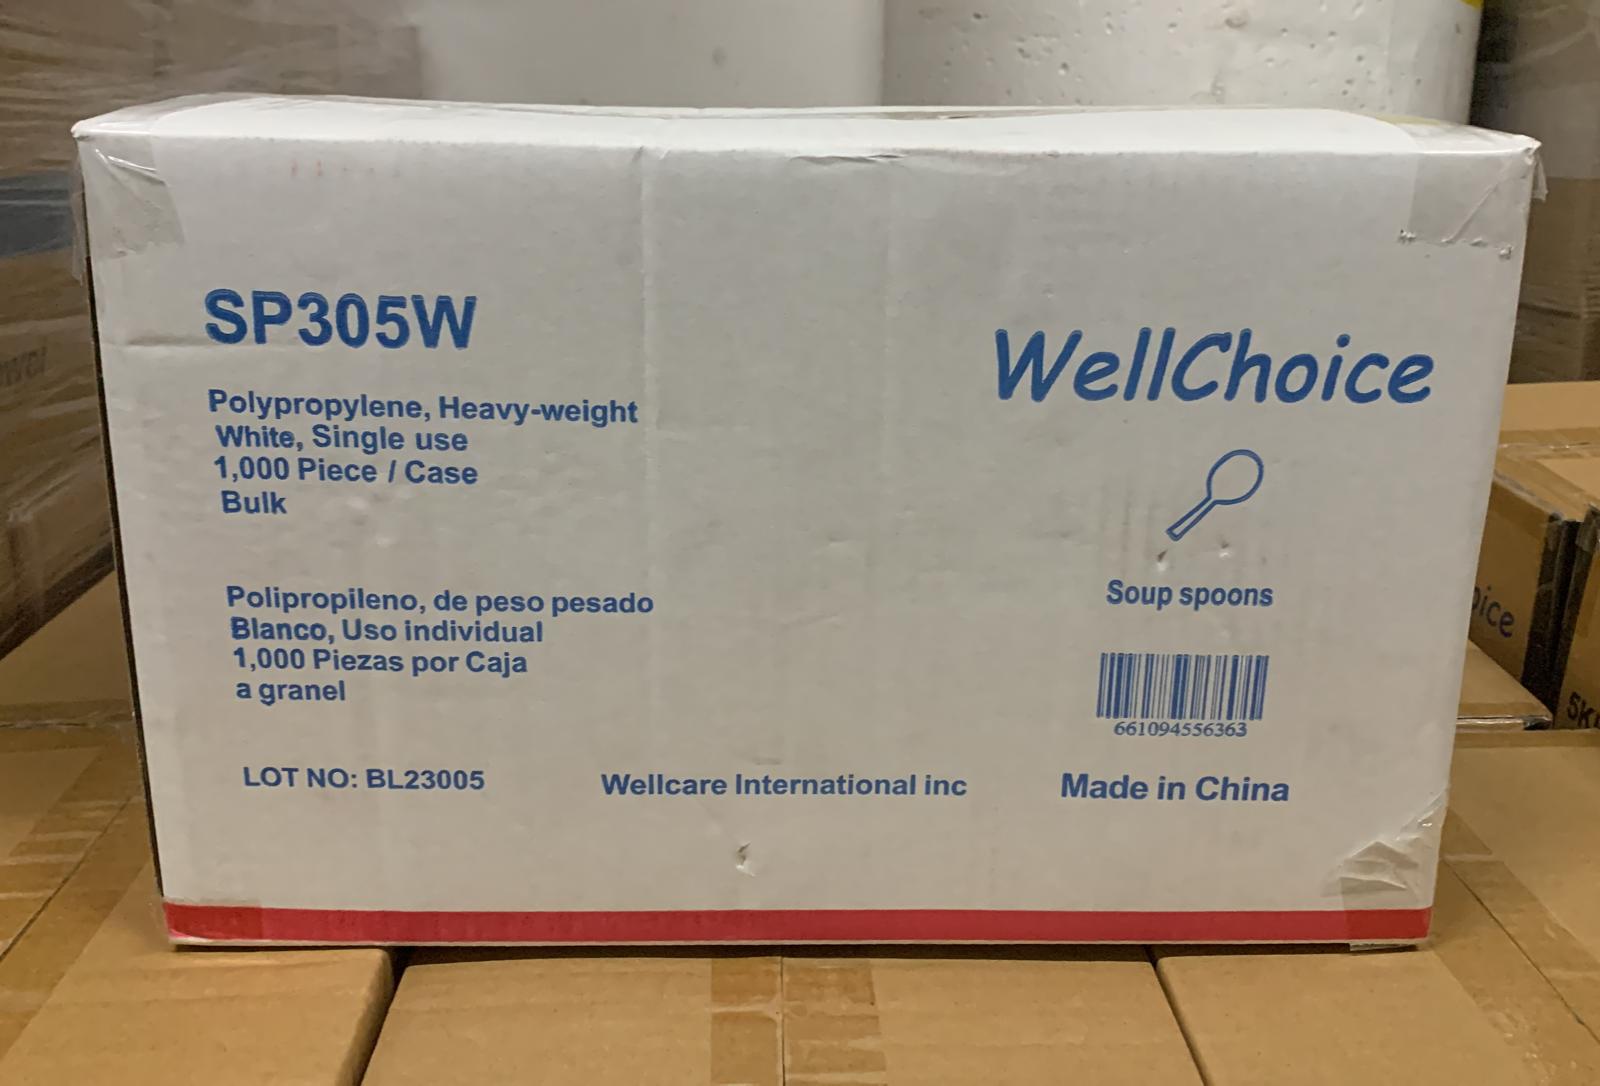 SP305W
Polypropylene, Heavy-weight
White, Single use
1,000 Piece / Case
Bulk
Polipropileno, de peso pesado
Blanco, Uso individual
1,000 Piezas por Caja
a granel
LOT NO: BL23005
Wellcare International inc
WellChoice
Soup spoons
661094556363
Made in China